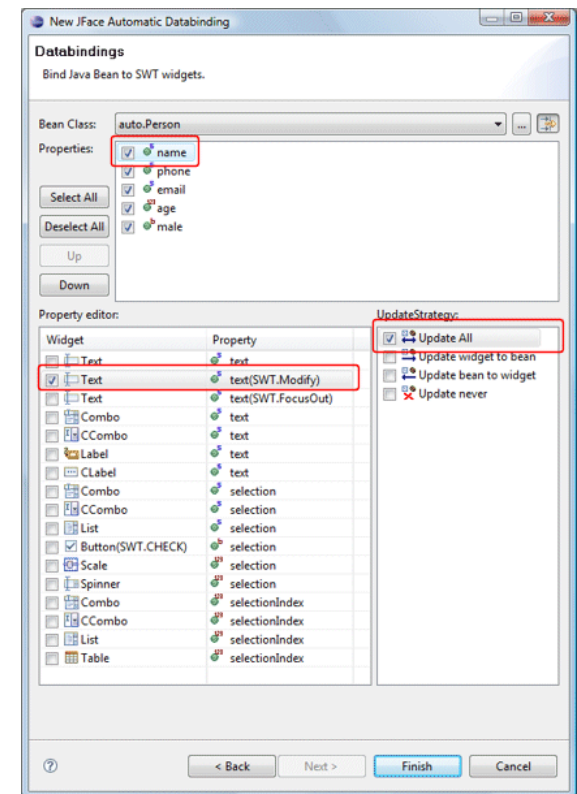 New JFace Automatic Databinding
Databindings
Bind Java Bean to SWT widgets.
Bean Class: auto.Person ...
Properties:
name
phone
email
age
male
Select All
Deselect All
Up
Down
Property editor: UpdateStrategy:
Widget Property
Text text
Text text(SWT.Modify)
Text text(SWT.FocusOut)
Combo text
CCombo text
Label text
CLabel text
Combo selection
CCombo selection
List selection
Button(SWT.CHECK) selection
Scale selection
Spinner selection
Combo selectionIndex
CCombo selectionIndex
List selectionIndex
Table selectionIndex
Update All
Update widget to bean
Update bean to widget
Update never
? < Back Next > Finish Cancel